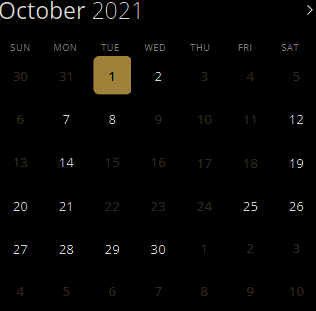 October 2021
SUN MON TUE WED THU FRI SAT
30 31 1 2 3 4 5
6 7 8 9 10 11 12
13 14 15 16 17 18 19
20 21 22 23 24 25 26
27 28 29 30 1 2 3
4 5 6 7 8 9 10